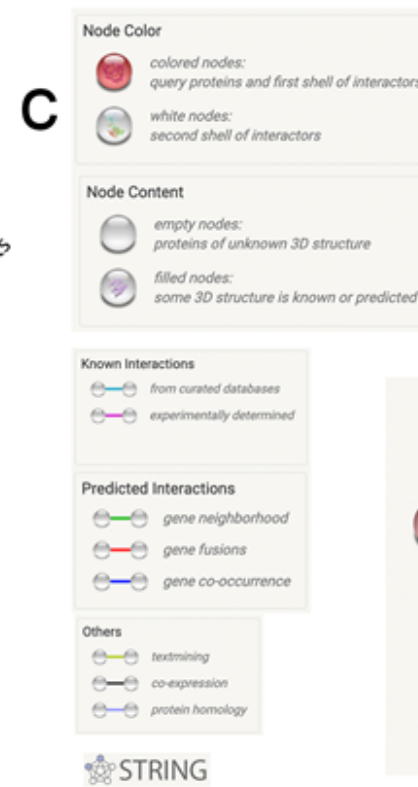 C
Node Color
colored nodes:
query proteins and first shell of interactors
white nodes:
second shell of interactors
Node Content
empty nodes:
proteins of unknown 3D structure
filled nodes:
some 3D structure is known or predicted
Known Interactions
from curated databases
experimentally determined
Predicted Interactions
gene neighborhood
gene fusions
gene co-occurrence
Others
textmining
co-expression
protein homology
STRING